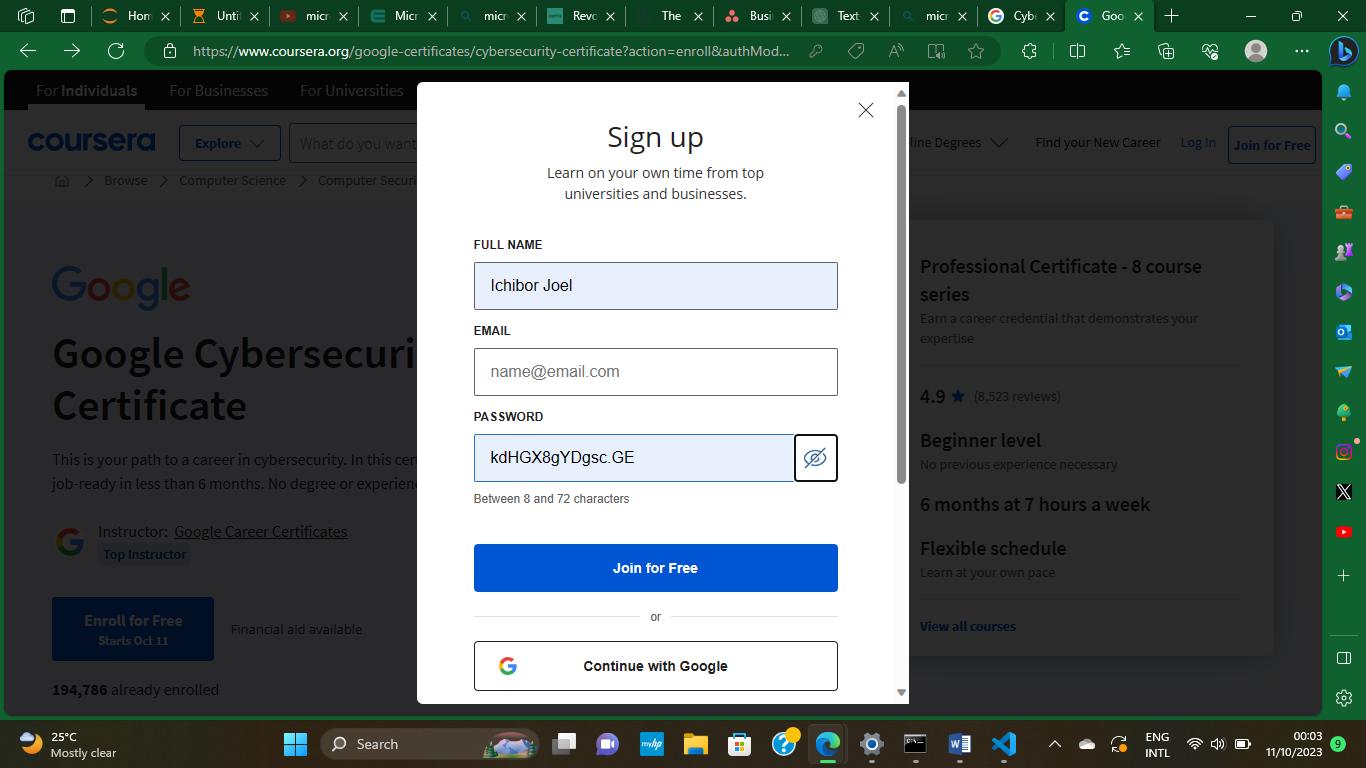 Hom
Untit
micro
Micr
micro
Revo
The
Busi
Text-
micr
Cybe
Goo
https://www.coursera.org/google-certificates/cybersecurity-certificate?action=enroll&authMod...
For Individuals
For Businesses
For Universities
coursera
Explore
What do you want
line Degrees
Find your New Career
Log In
Join for Free
Browse
Computer Science
Computer Securi
Google
Google Cybersecuri
Certificate
This is your path to a career in cybersecurity. In this cert
job-ready in less than 6 months. No degree or experien
Instructor: Google Career Certificates
Top Instructor
Enroll for Free
Starts Oct 11
Financial aid available
194,786 already enrolled
Sign up
Learn on your own time from top
universities and businesses.
FULL NAME
Ichibor Joel
EMAIL
name@email.com
PASSWORD
kdHGX8gYDgsc.GE
Between 8 and 72 characters
Join for Free
or
Continue with Google
Professional Certificate - 8 course
series
Earn a career credential that demonstrates your
expertise
4.9 (8,523 reviews)
Beginner level
No previous experience necessary
6 months at 7 hours a week
Flexible schedule
Learn at your own pace
View all courses
25°C
Mostly clear
Search
ENG
INTL
00:03
11/10/2023
9